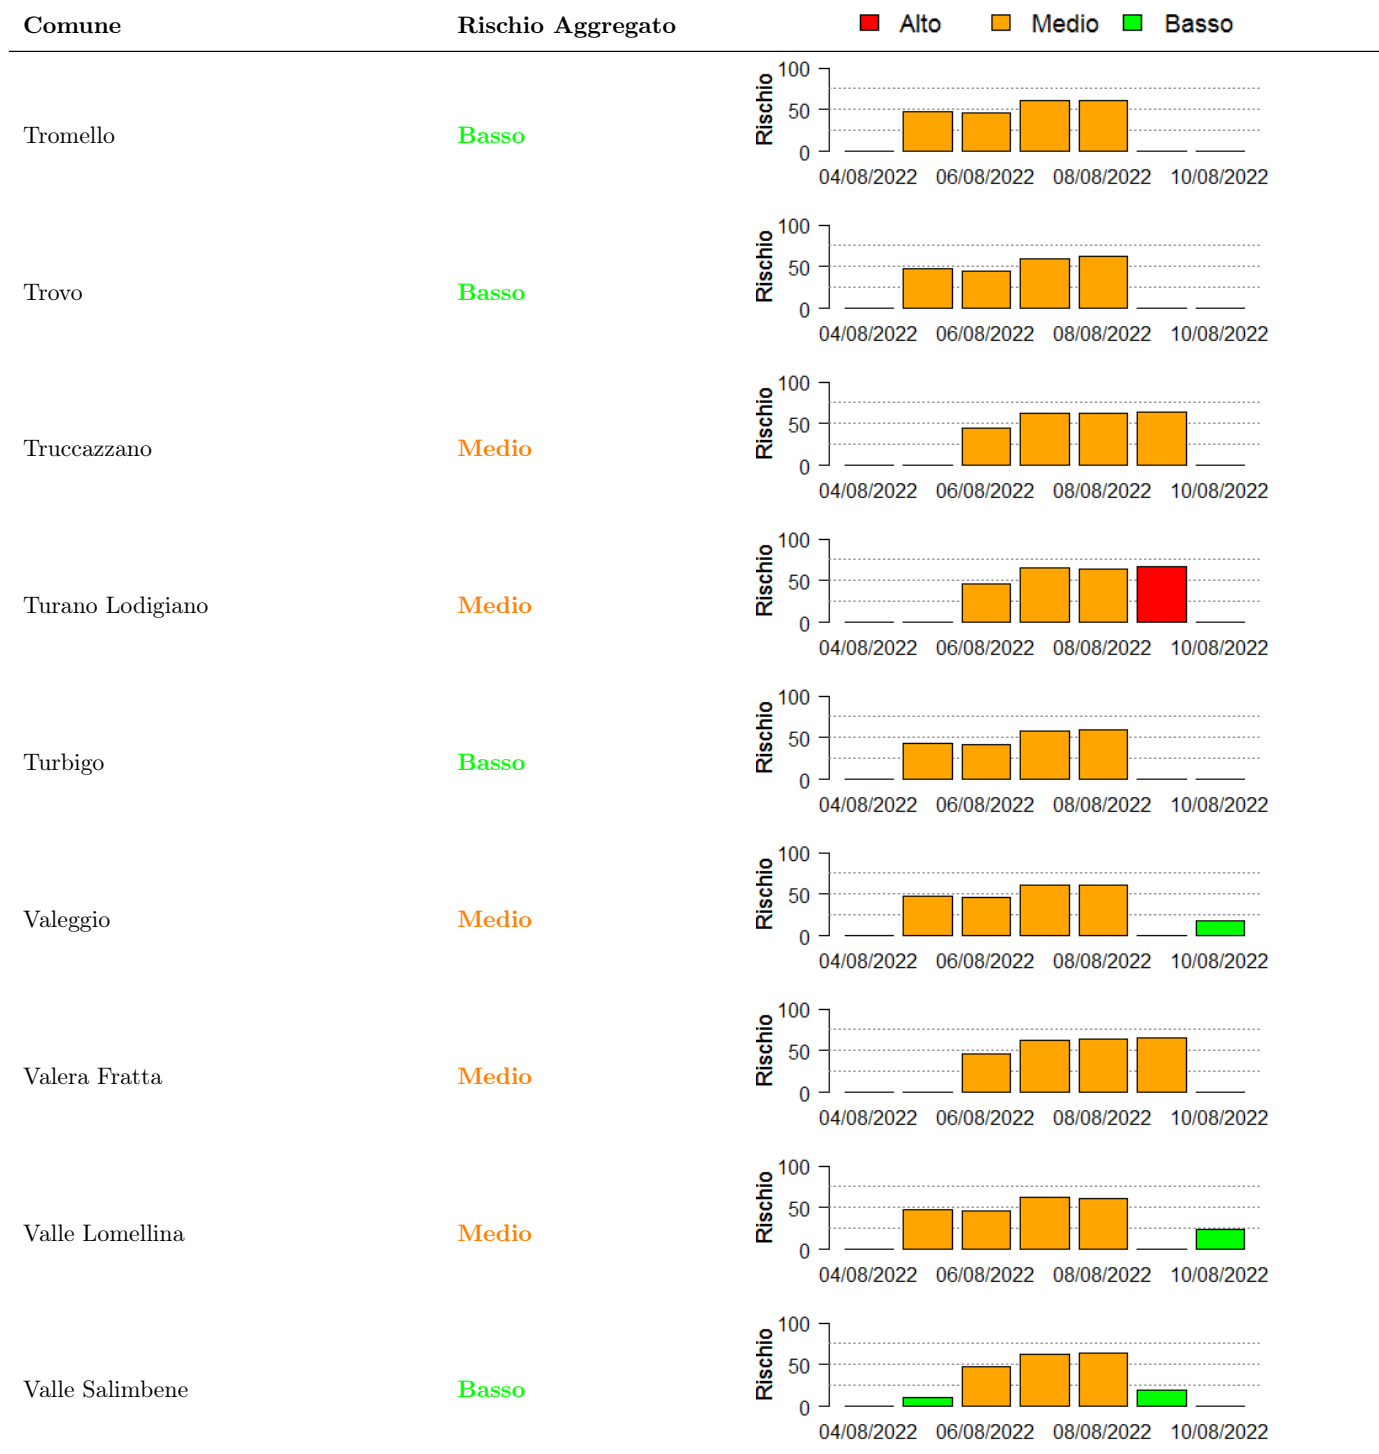 Comune Rischio Aggregato Alto Medio Basso
100
50
0
Rischio
Tromello Basso
04/08/2022 06/08/2022 08/08/2022 10/08/2022
100
50
0
Rischio
Trovo Basso
04/08/2022 06/08/2022 08/08/2022 10/08/2022
100
50
0
Rischio
Truccazzano Medio
04/08/2022 06/08/2022 08/08/2022 10/08/2022
100
50
0
Rischio
Turano Lodigiano Medio
04/08/2022 06/08/2022 08/08/2022 10/08/2022
100
50
0
Rischio
Turbigo Basso
04/08/2022 06/08/2022 08/08/2022 10/08/2022
100
50
0
Rischio
Valeggio Medio
04/08/2022 06/08/2022 08/08/2022 10/08/2022
100
50
0
Rischio
Valera Fratta Medio
04/08/2022 06/08/2022 08/08/2022 10/08/2022
100
50
0
Rischio
Valle Lomellina Medio
04/08/2022 06/08/2022 08/08/2022 10/08/2022
100
50
0
Rischio
Valle Salimbene Basso
04/08/2022 06/08/2022 08/08/2022 10/08/2022